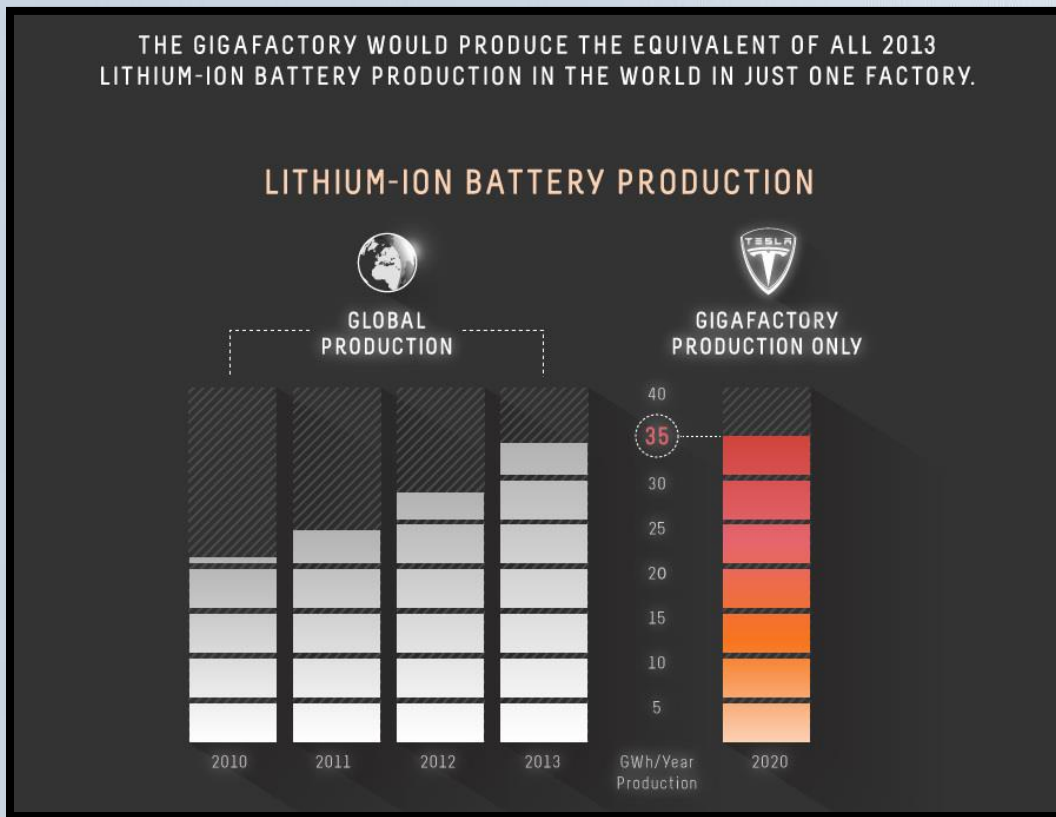 THE GIGAFACTORY WOULD PRODUCE THE EQUIVALENT OF ALL 2013
LITHIUM-ION BATTERY PRODUCTION IN THE WORLD IN JUST ONE FACTORY.
LITHIUM-ION BATTERY PRODUCTION
TESLA
GLOBAL
PRODUCTION
GIGAFACTORY
PRODUCTION ONLY
40
35
30
25
20
15
10
5
2010
2011
2012
2013
GWh/Year
Production
2020